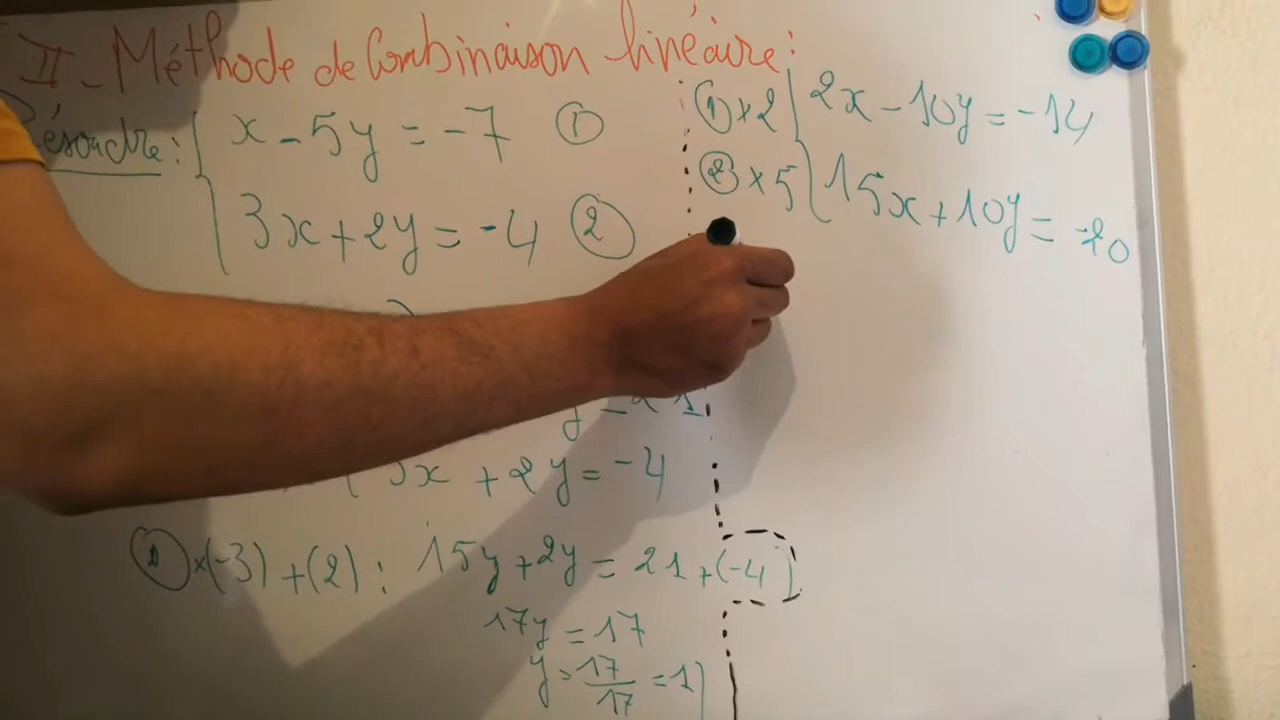 II - Méthode de Combinaison linéaire :
Résoudre : { x - 5y = -7 ①
3x + 2y = -4 ②
3x + 2y = -4
① ×(-3) + (2) : 15y + 2y = 21 + (-4)
17y = 17
y = 17/17 = 1
① × 2 { 2x - 10y = -14
② × 5 { 15x + 10y = -20